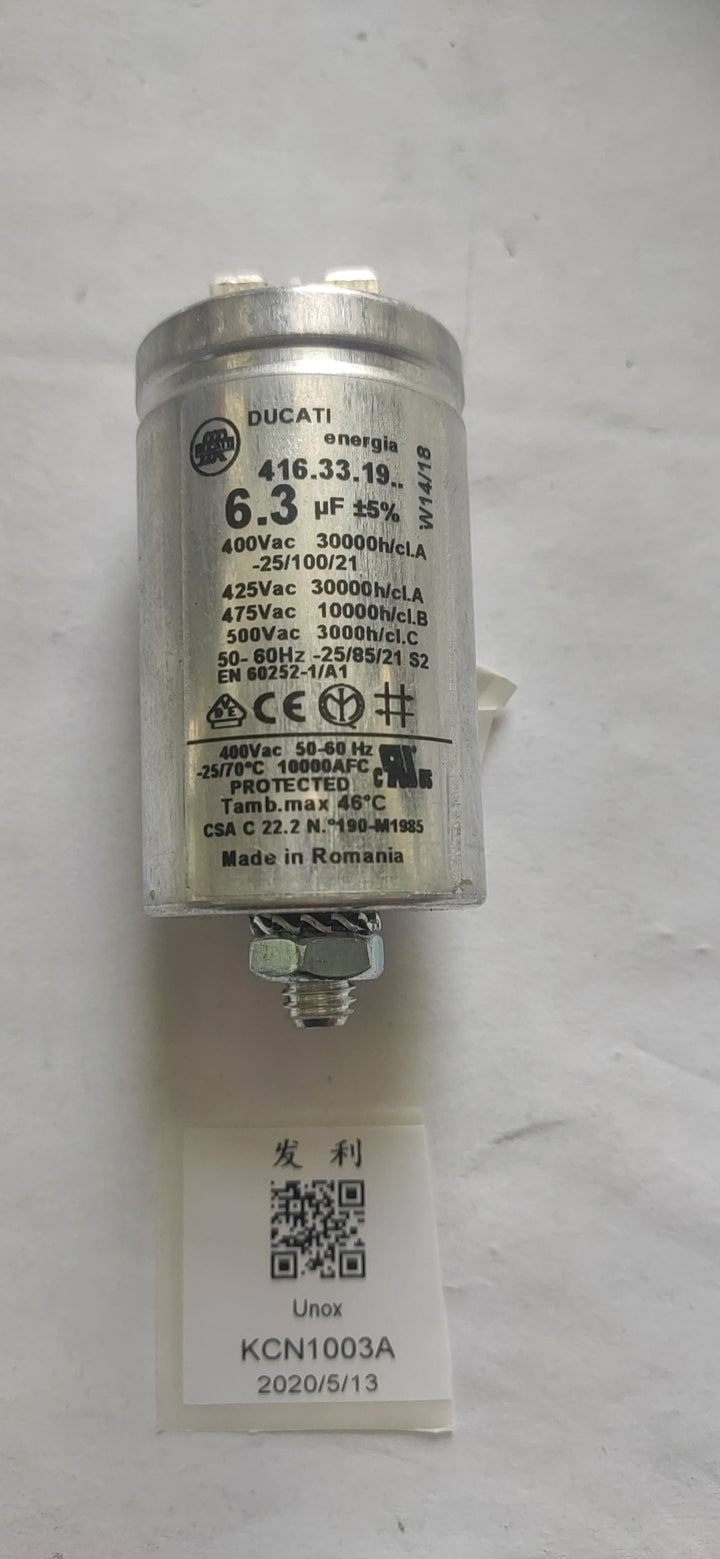 DUCATI
energia
416.33.19..
6.3 µF ±5%
W14/18
400Vac 30000h/cl.A
-25/100/21
425Vac 30000h/cl.A
475Vac 10000h/cl.B
500Vac 3000h/cl.C
50-60Hz -25/85/21 S2
EN 60252-1/A1
VDE CE
400Vac 50-60 Hz
-25/70°C 10000AFC
PROTECTED
Tamb.max 46°C
CSA C 22.2 N.°190-M1985
Made in Romania
发利
Unox
KCN1003A
2020/5/13